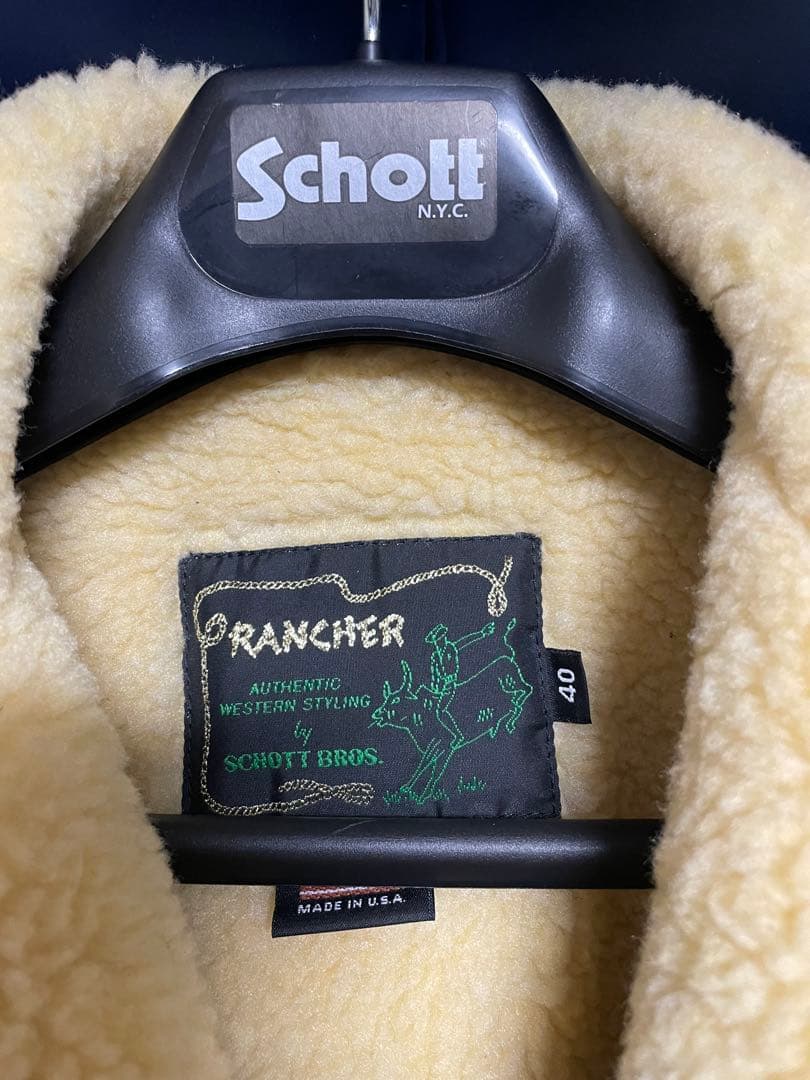 Schott
N.Y.C.
RANCHER
AUTHENTIC
WESTERN STYLING
by
SCHOTT BROS.
40
MADE IN U.S.A.